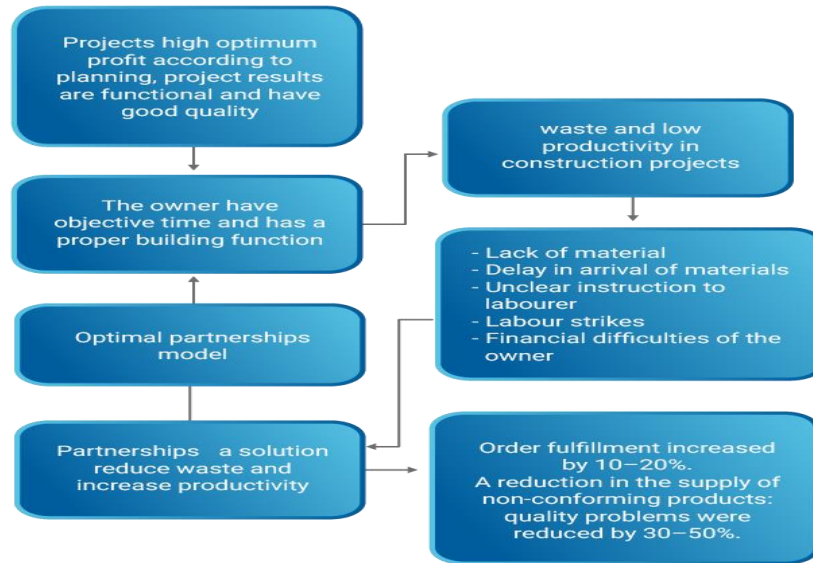 Projects high optimum
profit according to
planning, project results
are functional and have
good quality
The owner have
objective time and has a
proper building function
Optimal partnerships
model
Partnerships a solution
reduce waste and
increase productivity
waste and low
productivity in
construction projects
- Lack of material
- Delay in arrival of materials
- Unclear instruction to
labourer
- Labour strikes
- Financial difficulties of the
owner
Order fulfillment increased
by 10–20%.
A reduction in the supply of
non-conforming products:
quality problems were
reduced by 30–50%.